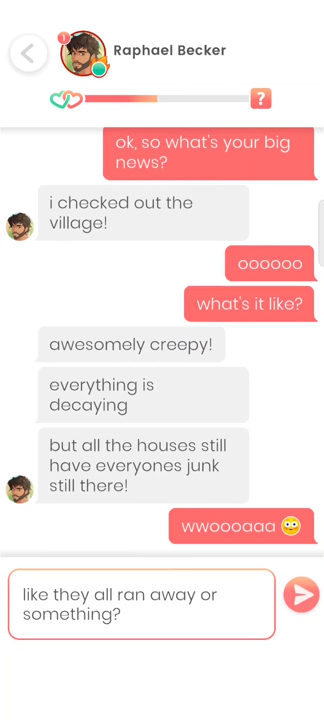 1
Raphael Becker
?
ok, so what's your big
news?
i checked out the
village!
oooooo
what's it like?
awesomely creepy!
everything is
decaying
but all the houses still
have everyones junk
still there!
wwoooaaa 🙄
like they all ran away or
something?